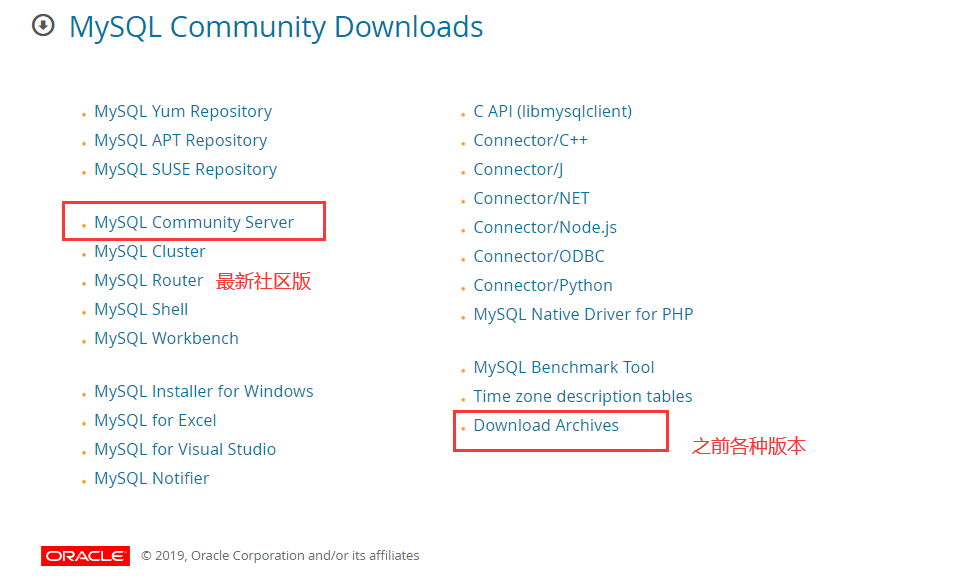 MySQL Community Downloads
MySQL Yum Repository
MySQL APT Repository
MySQL SUSE Repository
MySQL Community Server
MySQL Cluster
MySQL Router 最新社区版
MySQL Shell
MySQL Workbench
MySQL Installer for Windows
MySQL for Excel
MySQL for Visual Studio
MySQL Notifier
C API (libmysqlclient)
Connector/C++
Connector/J
Connector/NET
Connector/Node.js
Connector/ODBC
Connector/Python
MySQL Native Driver for PHP
MySQL Benchmark Tool
Time zone description tables
Download Archives
之前各种版本
ORACLE © 2019, Oracle Corporation and/or its affiliates